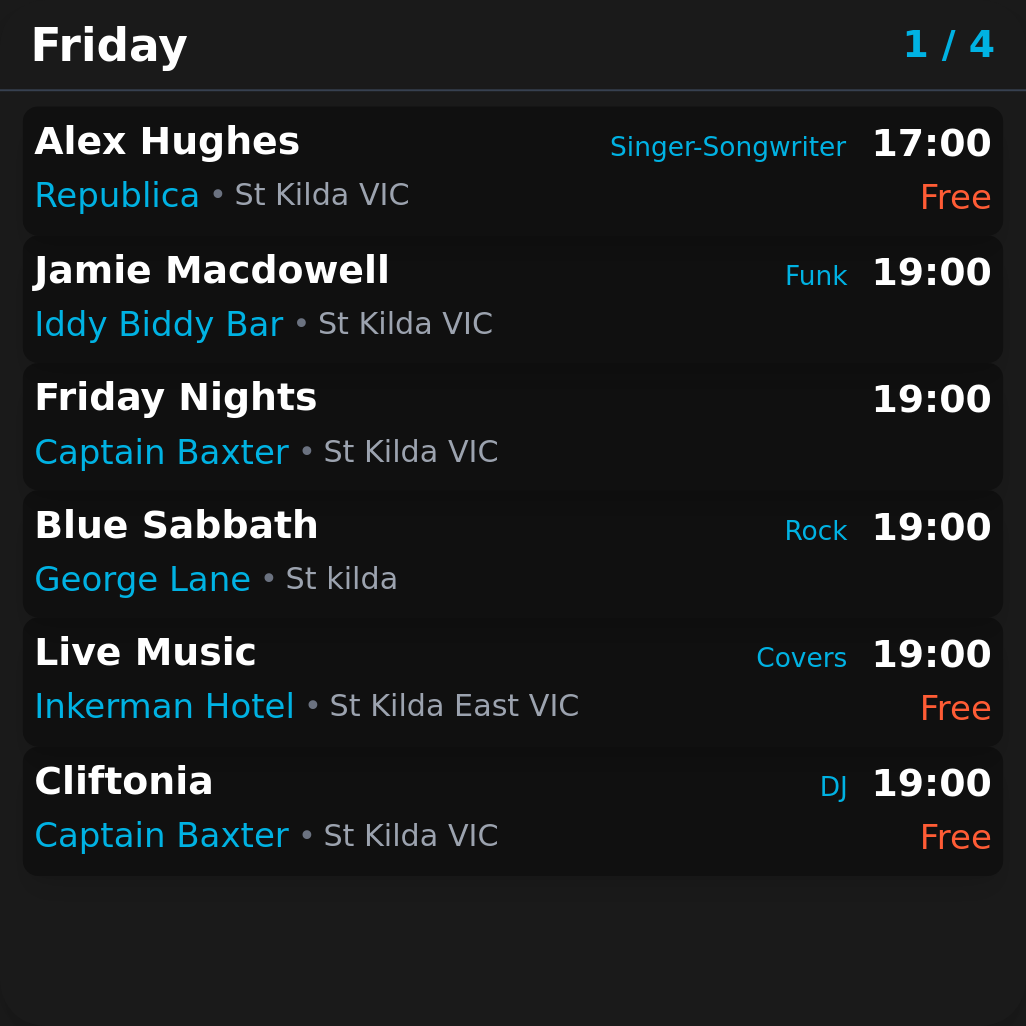 Friday 1 / 4
Alex Hughes Singer-Songwriter 17:00
Republica • St Kilda VIC Free
Jamie Macdowell Funk 19:00
Iddy Biddy Bar • St Kilda VIC
Friday Nights 19:00
Captain Baxter • St Kilda VIC
Blue Sabbath Rock 19:00
George Lane • St kilda
Live Music Covers 19:00
Inkerman Hotel • St Kilda East VIC Free
Cliftonia DJ 19:00
Captain Baxter • St Kilda VIC Free